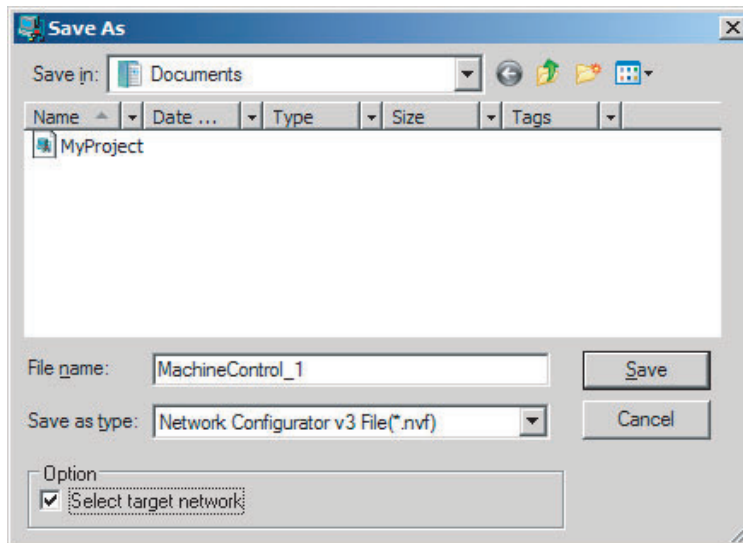 Save As
Save in: Documents
Name Date ... Type Size Tags
MyProject
File name: MachineControl_1 Save
Save as type: Network Configurator v3 File(*.nvf) Cancel
Option
Select target network